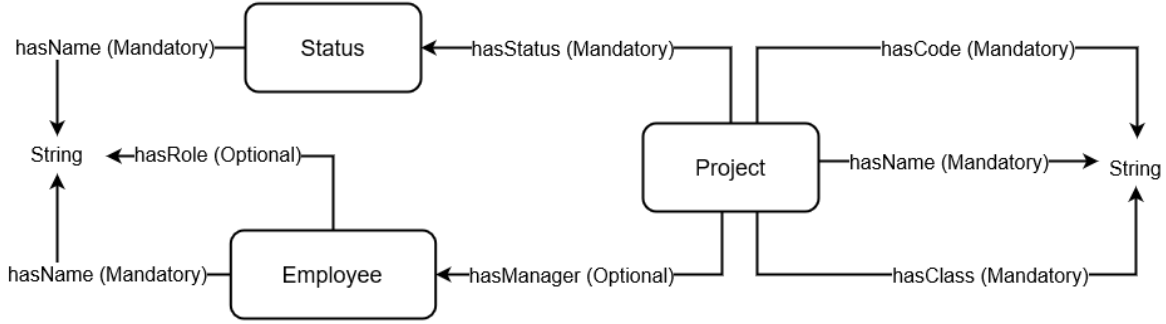 hasName (Mandatory)
Status
hasStatus (Mandatory)
hasCode (Mandatory)
String
hasRole (Optional)
Project
hasName (Mandatory)
String
hasName (Mandatory)
Employee
hasManager (Optional)
hasClass (Mandatory)